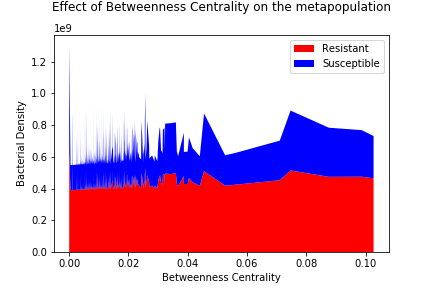 Effect of Betweenness Centrality on the metapopulation
1e9
Resistant
Susceptible
1.2
1.0
0.8
0.6
0.4
0.2
0.0
Bacterial Density
0.00 0.02 0.04 0.06 0.08 0.10
Betweenness Centrality